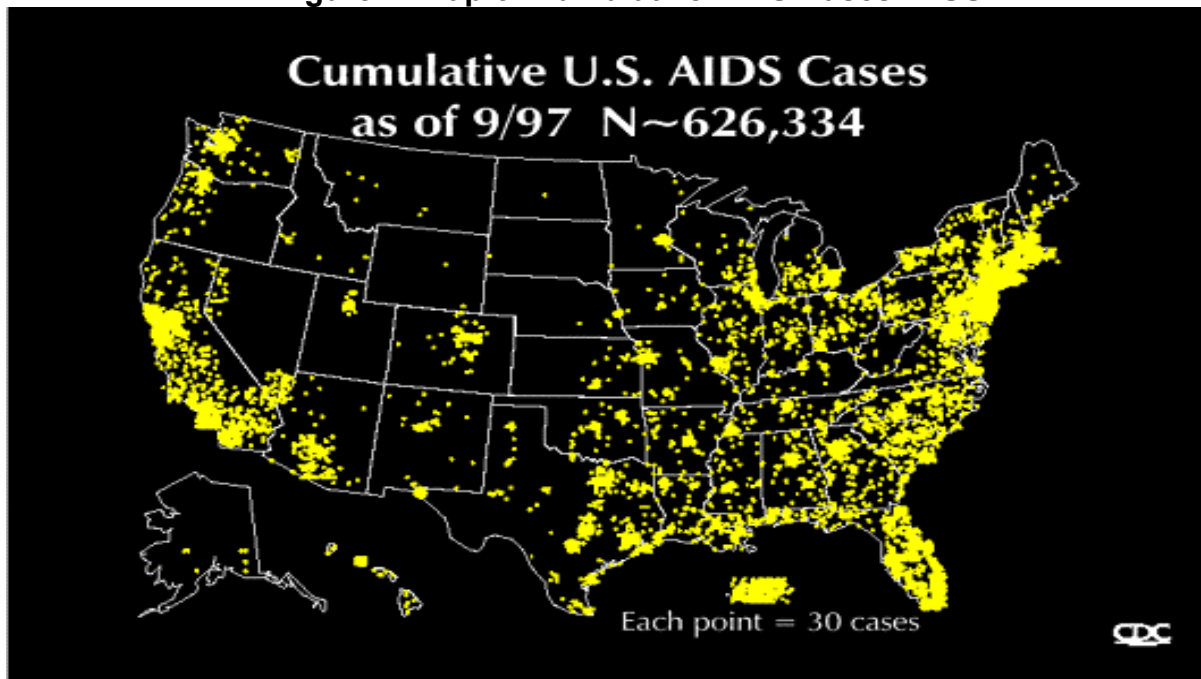 Cumulative U.S. AIDS Cases
as of 9/97 N~626,334
Each point = 30 cases
CDC